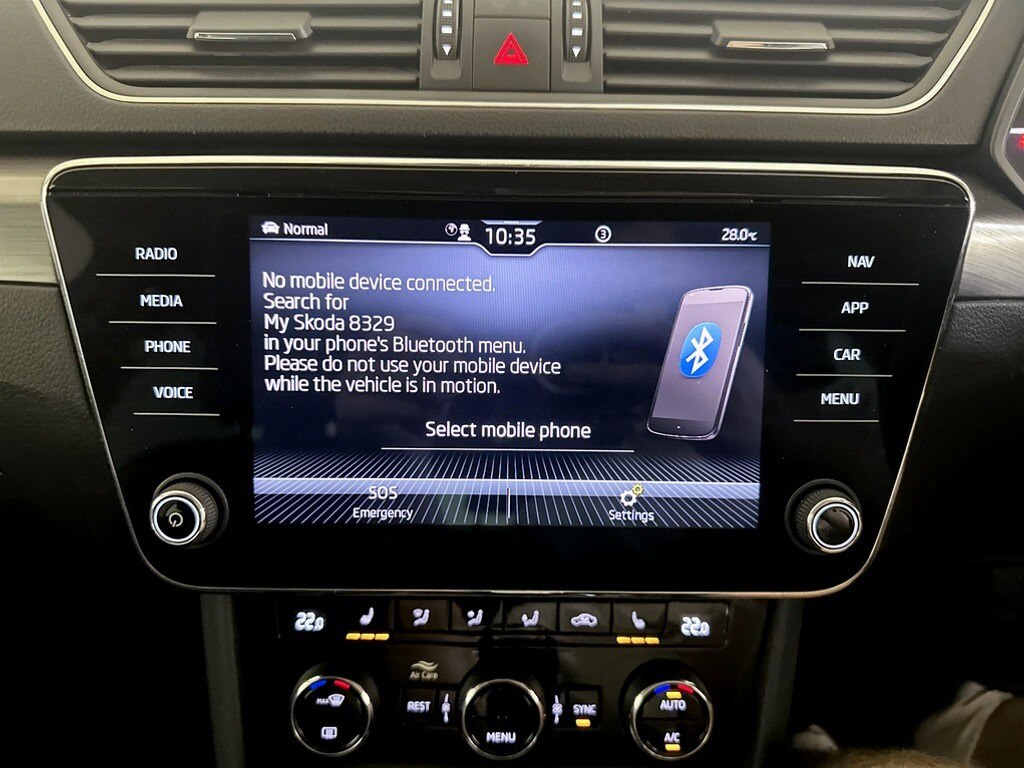 Normal
10:35
3
28.0°C
RADIO
MEDIA
PHONE
VOICE
No mobile device connected.
Search for
My Skoda 8329
in your phone's Bluetooth menu.
Please do not use your mobile device
while the vehicle is in motion.
Select mobile phone
SOS
Emergency
Settings
NAV
APP
CAR
MENU
22.0
22.0
Air Care
MAX
REST
MENU
SYNC
AUTO
A/C